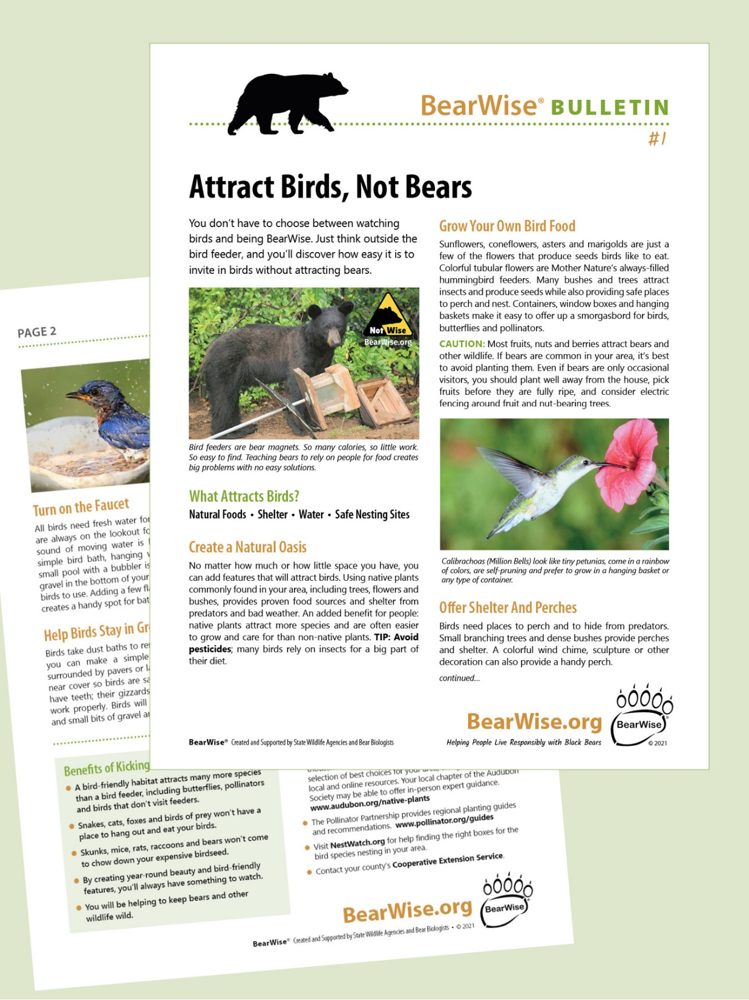 BearWise® BULLETIN
#1
Attract Birds, Not Bears
You don't have to choose between watching
birds and being BearWise. Just think outside the
bird feeder, and you'll discover how easy it is to
invite in birds without attracting bears.
Not Wise
BearWise.org
Bird feeders are bear magnets. So many calories, so little work.
So easy to find. Teaching bears to rely on people for food creates
big problems with no easy solutions.
What Attracts Birds?
Natural Foods • Shelter • Water • Safe Nesting Sites
Create a Natural Oasis
No matter how much or how little space you have, you
can add features that will attract birds. Using native plants
commonly found in your area, including trees, flowers and
bushes, provides proven food sources and shelter from
predators and bad weather. An added benefit for people:
native plants attract more species and are often easier
to grow and care for than non-native plants. TIP: Avoid
pesticides; many birds rely on insects for a big part of
their diet.
Grow Your Own Bird Food
Sunflowers, coneflowers, asters and marigolds are just a
few of the flowers that produce seeds birds like to eat.
Colorful tubular flowers are Mother Nature's always-filled
hummingbird feeders. Many bushes and trees attract
insects and produce seeds while also providing safe places
to perch and nest. Containers, window boxes and hanging
baskets make it easy to offer up a smorgasbord for birds,
butterflies and pollinators.
CAUTION: Most fruits, nuts and berries attract bears and
other wildlife. If bears are common in your area, it's best
to avoid planting them. Even if bears are only occasional
visitors, you should plant well away from the house, pick
fruits before they are fully ripe, and consider electric
fencing around fruit and nut-bearing trees.
Calibrachoas (Million Bells) look like tiny petunias, come in a rainbow
of colors, are self-pruning and prefer to grow in a hanging basket or
any type of container.
Offer Shelter And Perches
Birds need places to perch and to hide from predators.
Small branching trees and dense bushes provide perches
and shelter. A colorful wind chime, sculpture or other
decoration can also provide a handy perch.
continued...
BearWise.org
BearWise®
Helping People Live Responsibly with Black Bears
© 2021
BearWise® Created and Supported by State Wildlife Agencies and Bear Biologists
PAGE 2
Turn on the Faucet
All birds need fresh water for
are always on the lookout
sound of moving water is
simple bird bath, hanging
small pool with a bubbler is
gravel in the bottom of your
birds to use. Adding a few
creates a handy spot for
Help Birds Stay in
Birds take dust baths to
you can make a simple
surrounded by pavers or
near cover so birds are
have teeth; their gizzards
work properly. Birds will
and small bits of gravel
Benefits of Kicking
A bird-friendly habitat attracts many more species
than a bird feeder, including butterflies, pollinators
and birds that don't visit feeders.
Snakes, cats, foxes and birds of prey won't have a
place to hang out and eat your birds.
Skunks, mice, rats, raccoons and bears won't come
to chow down your expensive birdseed.
By creating year-round beauty and bird-friendly
features, you'll always have something to watch.
You will be helping to keep bears and other
wildlife wild.
selection of best choices for your area,
local and online resources. Your local chapter of the Audubon
Society may be able to offer in-person expert guidance.
www.audubon.org/native-plants
The Pollinator Partnership provides regional planting guides
and recommendations. www.pollinator.org/guides
Visit NestWatch.org for help finding the right boxes for the
bird species nesting in your area.
Contact your county's Cooperative Extension Service.
BearWise.org
BearWise®
BearWise® Created and Supported by State Wildlife Agencies and Bear Biologists • © 2021